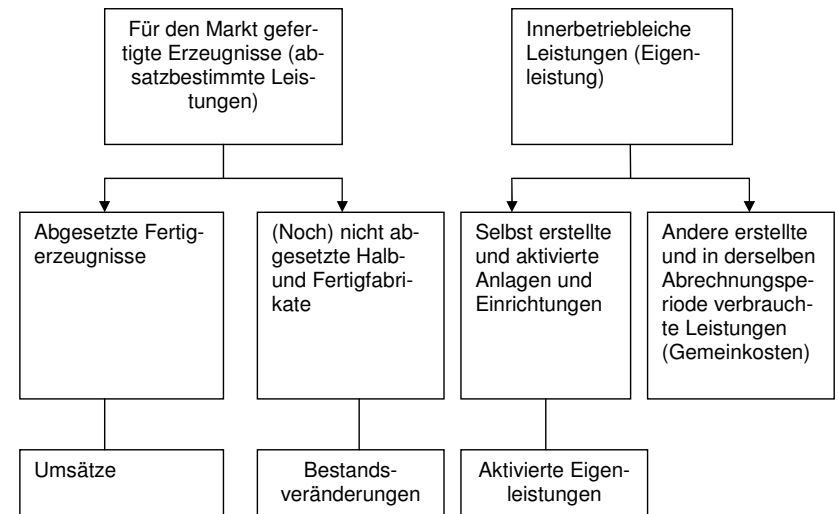 Für den Markt gefer-
tigte Erzeugnisse (ab-
satzbestimmte Leis-
tungen)
Innerbetriebleiche
Leistungen (Eigen-
leistung)
Abgesetzte Fertig-
erzeugnisse
(Noch) nicht ab-
gesetzte Halb-
und Fertigfabri-
kate
Selbst erstellte
und aktivierte
Anlagen und
Einrichtungen
Andere erstellte
und in derselben
Abrechnungspe-
riode verbrauch-
te Leistungen
(Gemeinkosten)
Umsätze
Bestands-
veränderungen
Aktivierte Eigen-
leistungen